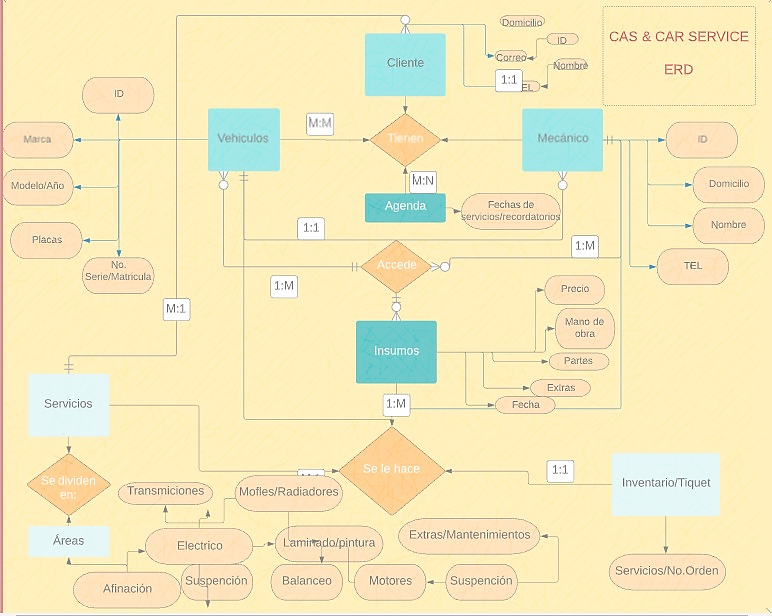 CAS & CAR SERVICE
ERD
Domicilio
ID
Correo
Nombre
1:1
EL
Cliente
ID
Marca
Modelo/Año
Placas
No.
Serie/Matricula
Vehiculos
M:M
Tienen
Mecánico
ID
Domicilio
Nombre
TEL
M:N
Agenda
Fechas de
servicios/recordatorios
1:1
1:M
Accede
1:M
M:1
Precio
Mano de
obra
Partes
Extras
Fecha
Insumos
1:M
Servicios
Se dividen
en:
Áreas
Se le hace
1:1
Inventario/Tiquet
Servicios/No.Orden
Transmiciones
Mofles/Radiadores
Electrico
Laminado/pintura
Extras/Mantenimientos
Afinación
Suspención
Balanceo
Motores
Suspención